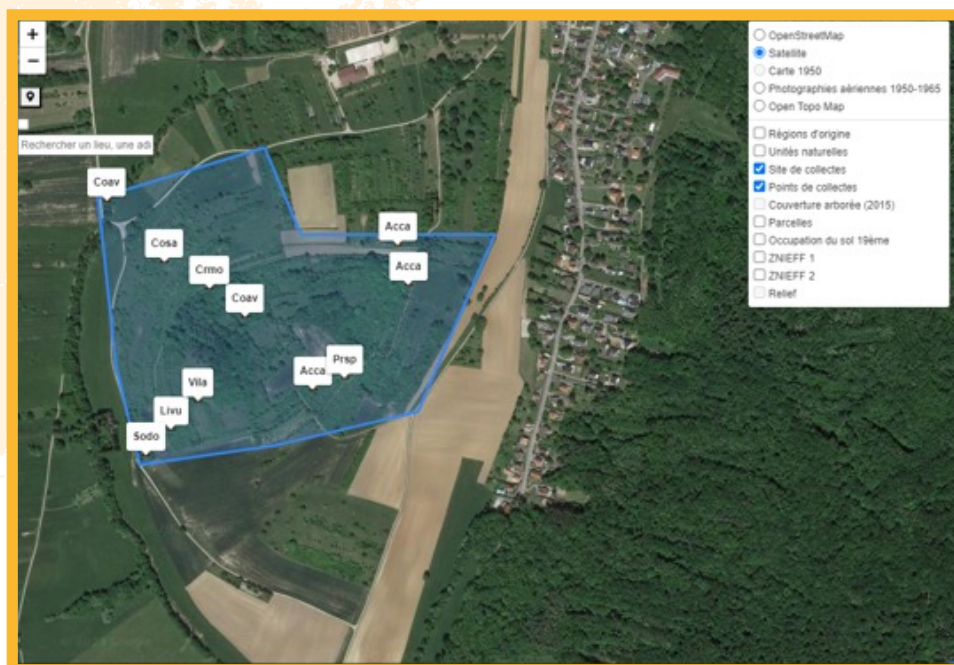 +
−
Rechercher un lieu, une adi
OpenStreetMap
Satellite
Carte 1950
Photographies aériennes 1950-1965
Open Topo Map
Régions d'origine
Unités naturelles
Site de collectes
Points de collectes
Couverture arborée (2015)
Parcelles
Occupation du sol 19ème
ZNIEFF 1
ZNIEFF 2
Relief
Coav
Cosa
Acca
Crmo
Acca
Coav
Acca
Prsp
Vila
Livu
Sodo